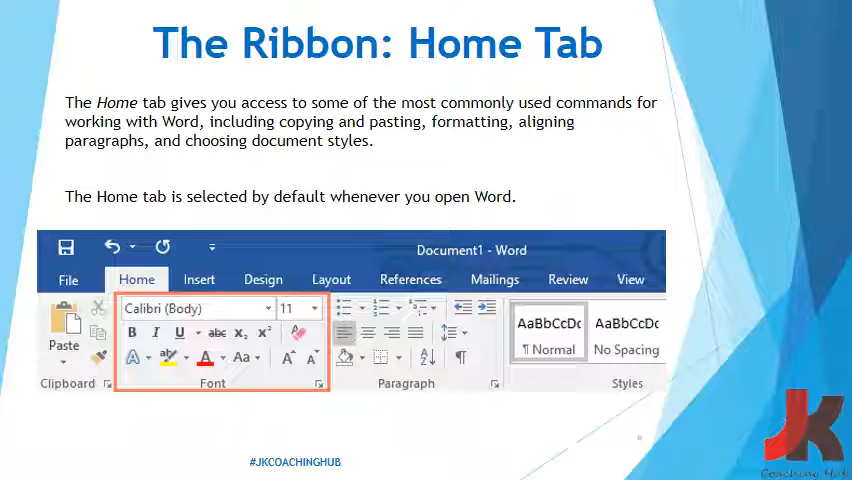 The Ribbon: Home Tab
The Home tab gives you access to some of the most commonly used commands for
working with Word, including copying and pasting, formatting, aligning
paragraphs, and choosing document styles.
The Home tab is selected by default whenever you open Word.
Document1 - Word
File Home Insert Design Layout References Mailings Review View
Calibri (Body) 11
B I U abc X₂ X²
Paste
A aby A Aa A A
AaBbCcDc AaBbCcDc
¶ Normal No Spacing
Clipboard Font Paragraph Styles
#JKCOACHINGHUB
JK
Coaching Hub